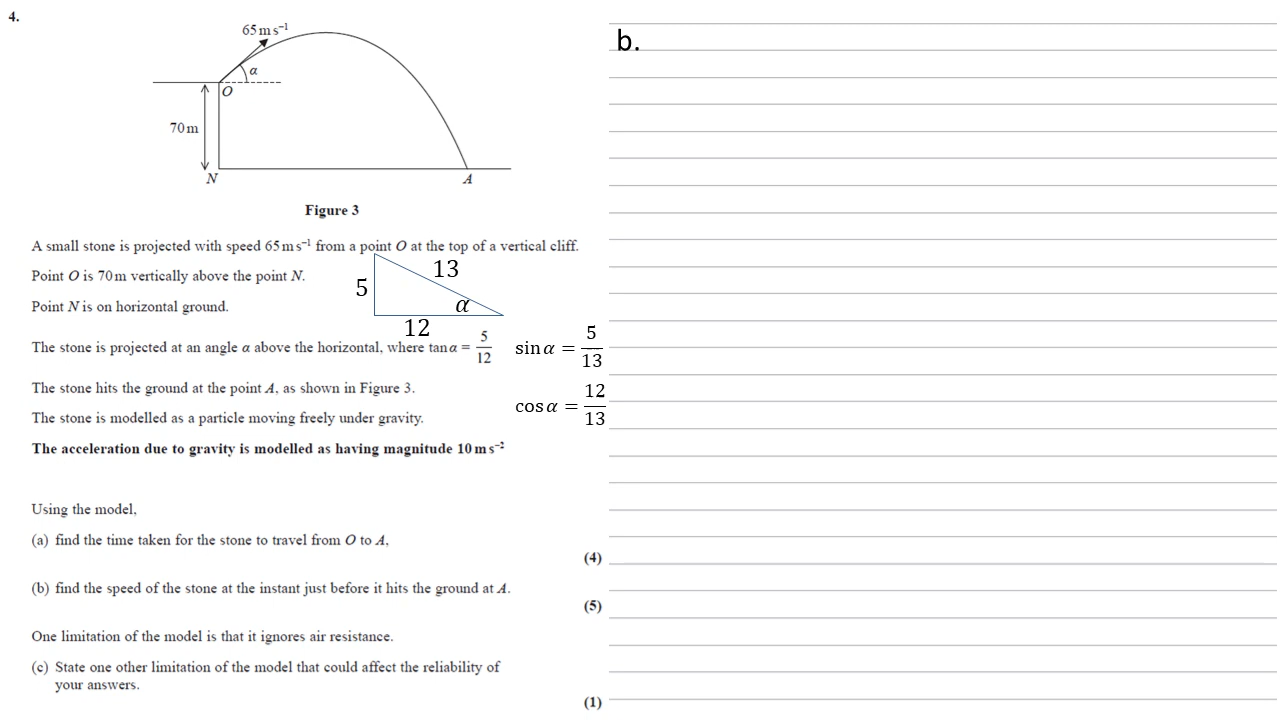 4.
65 m s⁻¹
α
O
70 m
N
A
Figure 3
A small stone is projected with speed 65 m s⁻¹ from a point O at the top of a vertical cliff.
Point O is 70 m vertically above the point N.
Point N is on horizontal ground.
13
5
α
12
The stone is projected at an angle α above the horizontal, where tan α = 5/12
sin α = 5/13
The stone hits the ground at the point A, as shown in Figure 3.
cos α = 12/13
The stone is modelled as a particle moving freely under gravity.
The acceleration due to gravity is modelled as having magnitude 10 m s⁻²
Using the model,
(a) find the time taken for the stone to travel from O to A,
(4)
(b) find the speed of the stone at the instant just before it hits the ground at A.
(5)
One limitation of the model is that it ignores air resistance.
(c) State one other limitation of the model that could affect the reliability of
your answers.
(1)
b.